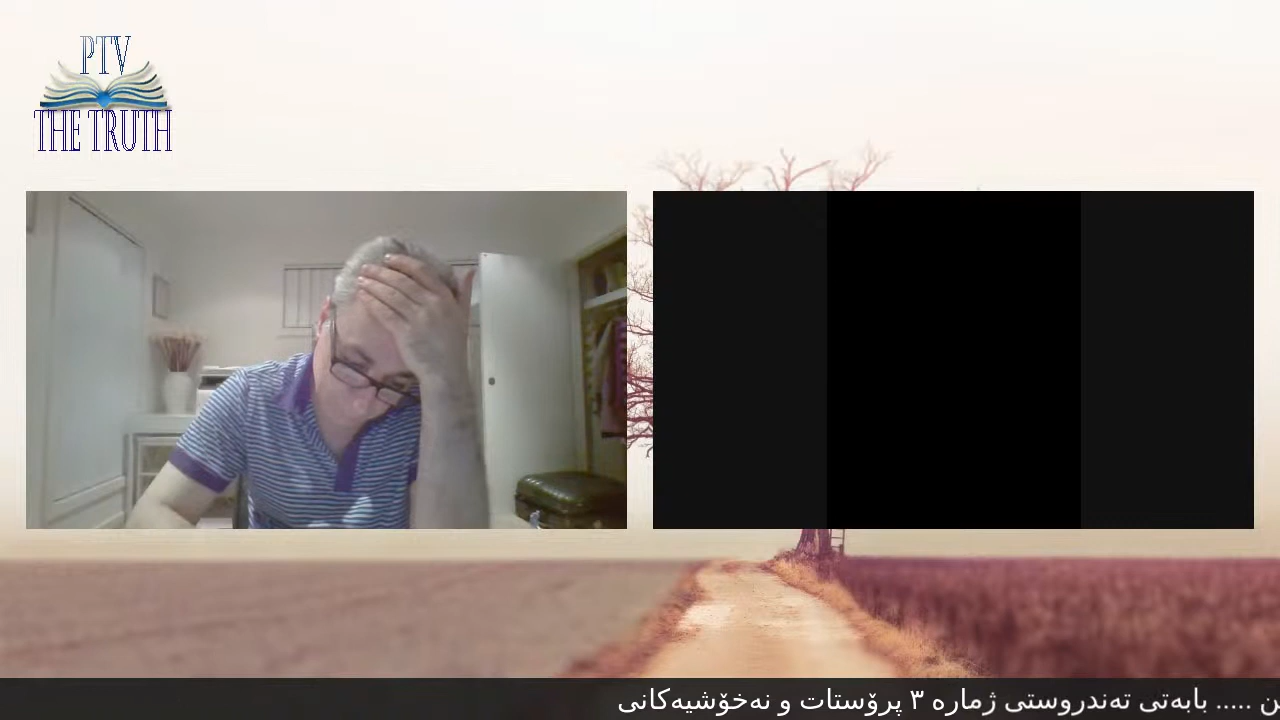 PTV
THE TRUTH
ن ..... بابەتی تەندروستی ژمارە ٣ پرۆستات و نەخۆشیەکانی